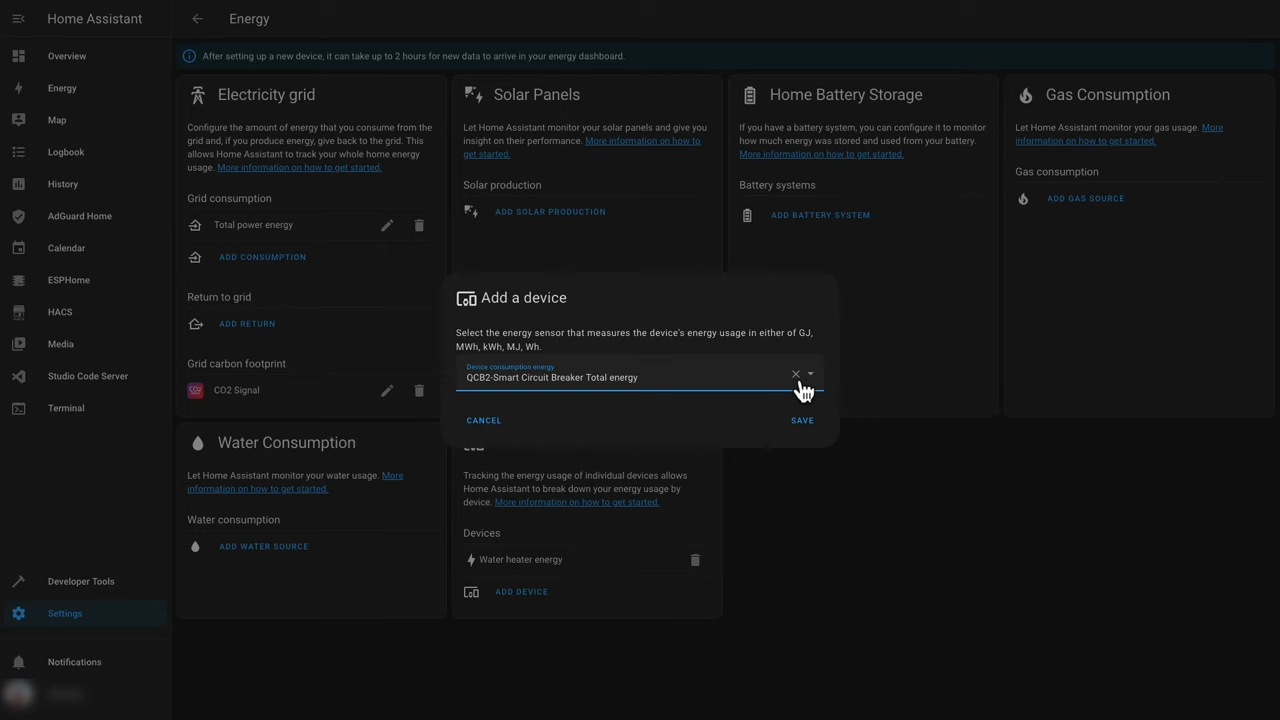 Home Assistant
Energy
Overview
Energy
Map
Logbook
History
AdGuard Home
Calendar
ESPHome
HACS
Media
Studio Code Server
Terminal
Developer Tools
Settings
Notifications
After setting up a new device, it can take up to 2 hours for new data to arrive in your energy dashboard.
Electricity grid
Configure the amount of energy that you consume from the
grid and, if you produce energy, give back to the grid. This
allows Home Assistant to track your whole home energy
usage. More information on how to get started.
Grid consumption
Total power energy
ADD CONSUMPTION
Return to grid
ADD RETURN
Grid carbon footprint
CO2
CO2 Signal
Solar Panels
Let Home Assistant monitor your solar panels and give you
insight on their performance. More information on how to
get started.
Solar production
ADD SOLAR PRODUCTION
Home Battery Storage
If you have a battery system, you can configure it to monitor
how much energy was stored and used from your battery.
More information on how to get started.
Battery systems
ADD BATTERY SYSTEM
Gas Consumption
Let Home Assistant monitor your gas usage. More
information on how to get started.
Gas consumption
ADD GAS SOURCE
Add a device
Select the energy sensor that measures the device's energy usage in either of GJ,
MWh, kWh, MJ, Wh.
Device consumption energy
QCB2-Smart Circuit Breaker Total energy
CANCEL
SAVE
Water Consumption
Let Home Assistant monitor your water usage. More
information on how to get started.
Water consumption
ADD WATER SOURCE
Tracking the energy usage of individual devices allows
Home Assistant to break down your energy usage by
device. More information on how to get started.
Devices
Water heater energy
ADD DEVICE